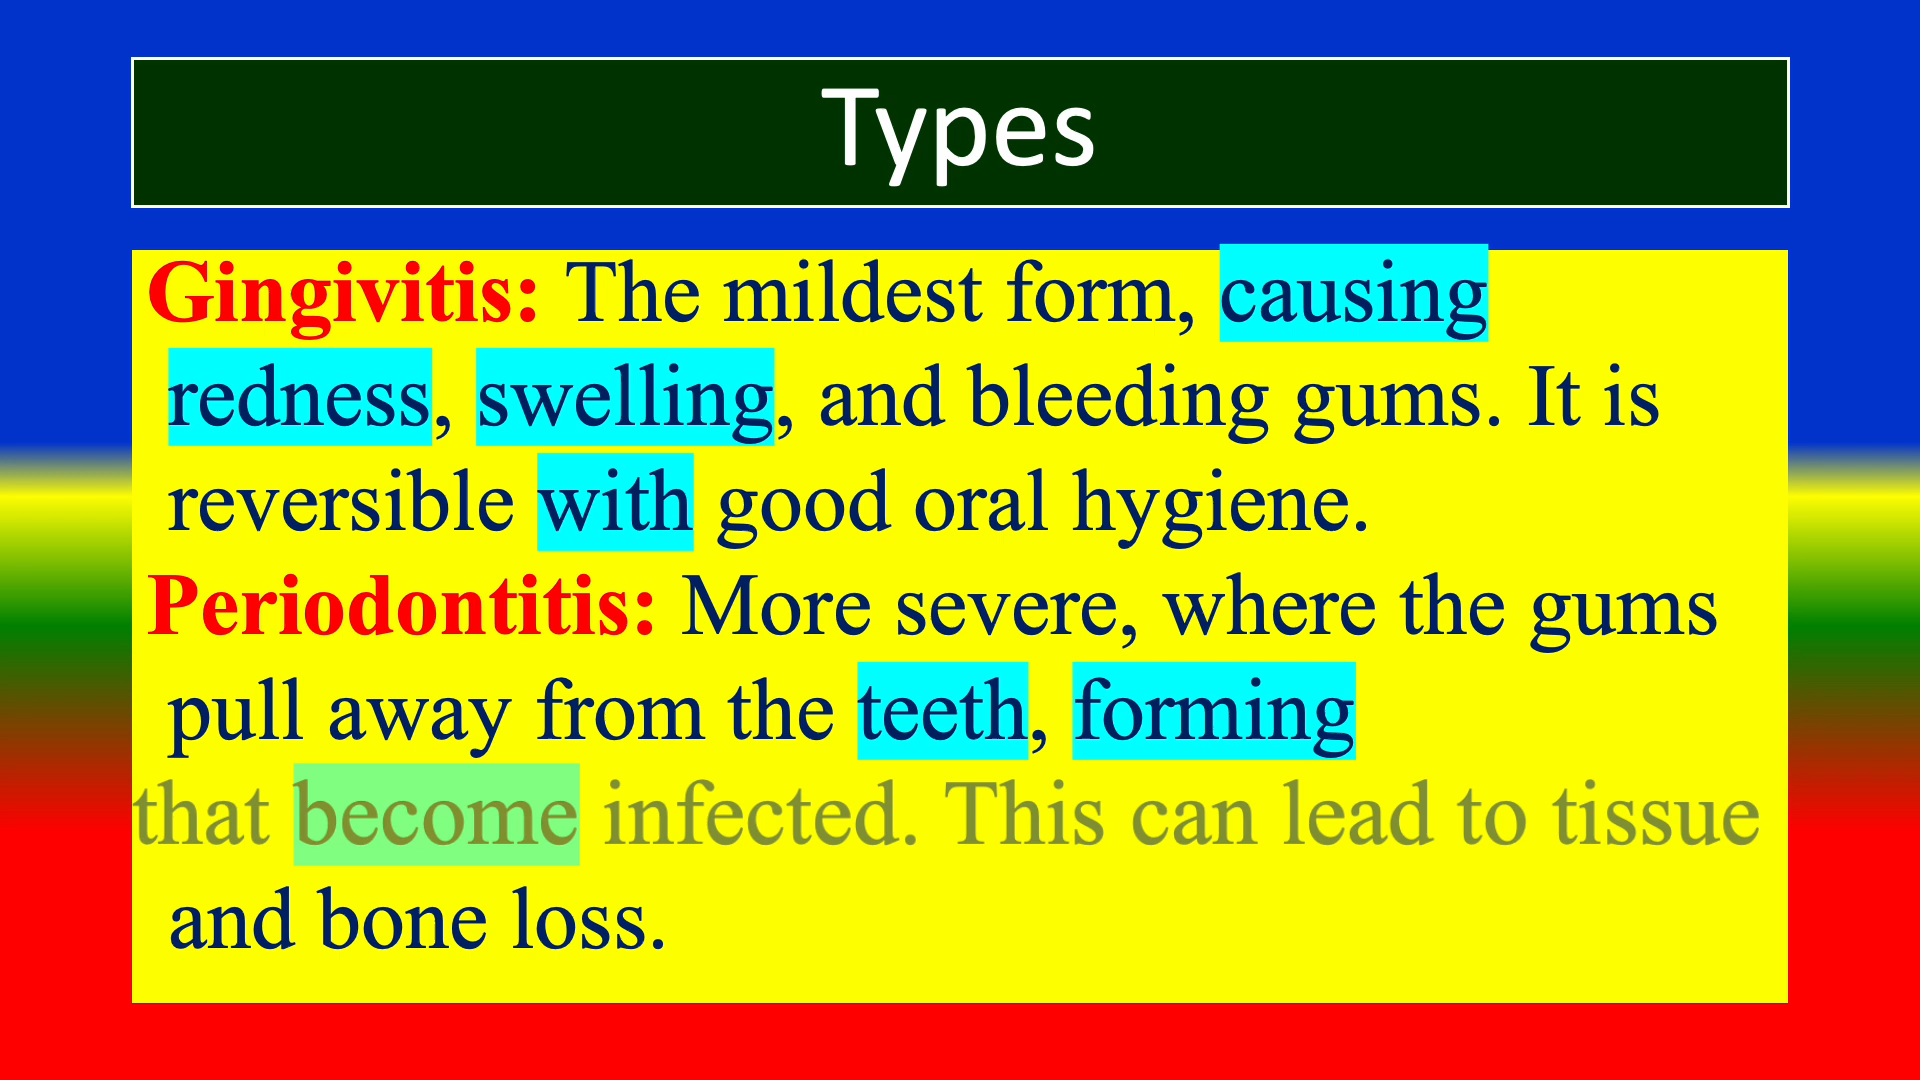 Types
Gingivitis: The mildest form, causing
redness, swelling, and bleeding gums. It is
reversible with good oral hygiene.
Periodontitis: More severe, where the gums
pull away from the teeth, forming
that become infected. This can lead to tissue
and bone loss.